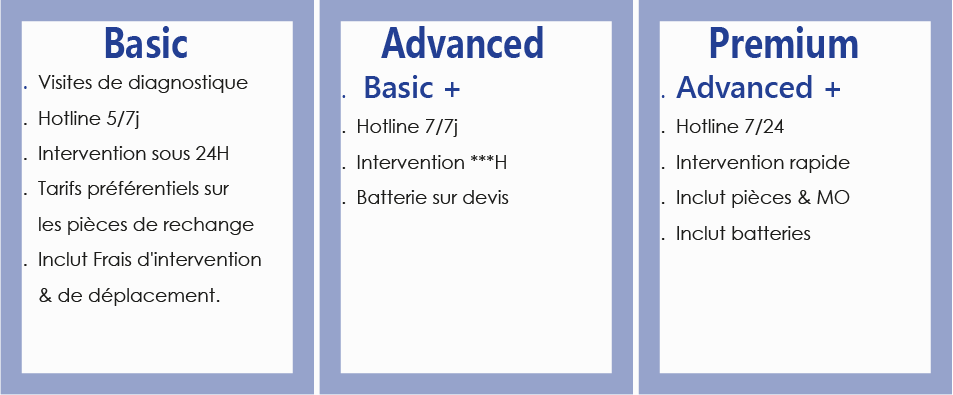 Basic
. Visites de diagnostique
. Hotline 5/7j
. Intervention sous 24H
. Tarifs préférentiels sur
les pièces de rechange
. Inclut Frais d'intervention
& de déplacement.
Advanced
. Basic +
. Hotline 7/7j
. Intervention ***H
. Batterie sur devis
Premium
. Advanced +
. Hotline 7/24
. Intervention rapide
. Inclut pièces & MO
. Inclut batteries